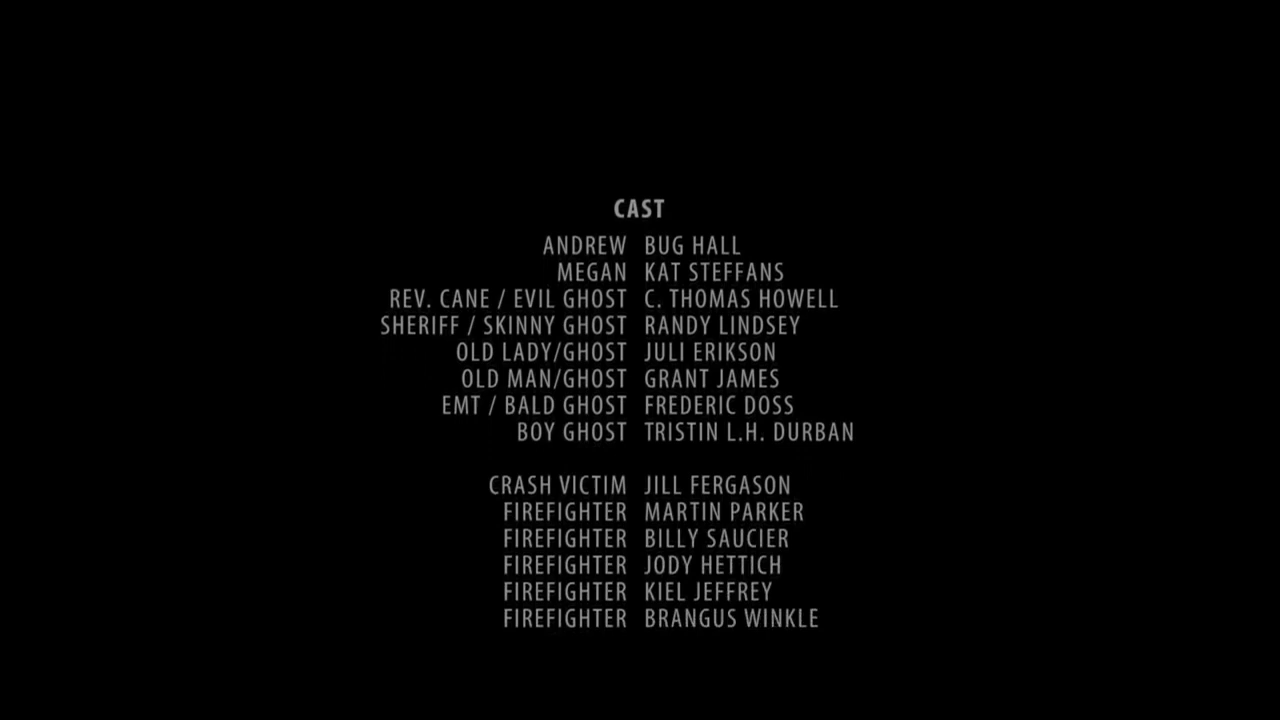 CAST
ANDREW BUG HALL
MEGAN KAT STEFFANS
REV. CANE / EVIL GHOST C. THOMAS HOWELL
SHERIFF / SKINNY GHOST RANDY LINDSEY
OLD LADY/GHOST JULI ERIKSON
OLD MAN/GHOST GRANT JAMES
EMT / BALD GHOST FREDERIC DOSS
BOY GHOST TRISTIN L.H. DURBAN
CRASH VICTIM JILL FERGASON
FIREFIGHTER MARTIN PARKER
FIREFIGHTER BILLY SAUCIER
FIREFIGHTER JODY HETTICH
FIREFIGHTER KIEL JEFFREY
FIREFIGHTER BRANGUS WINKLE